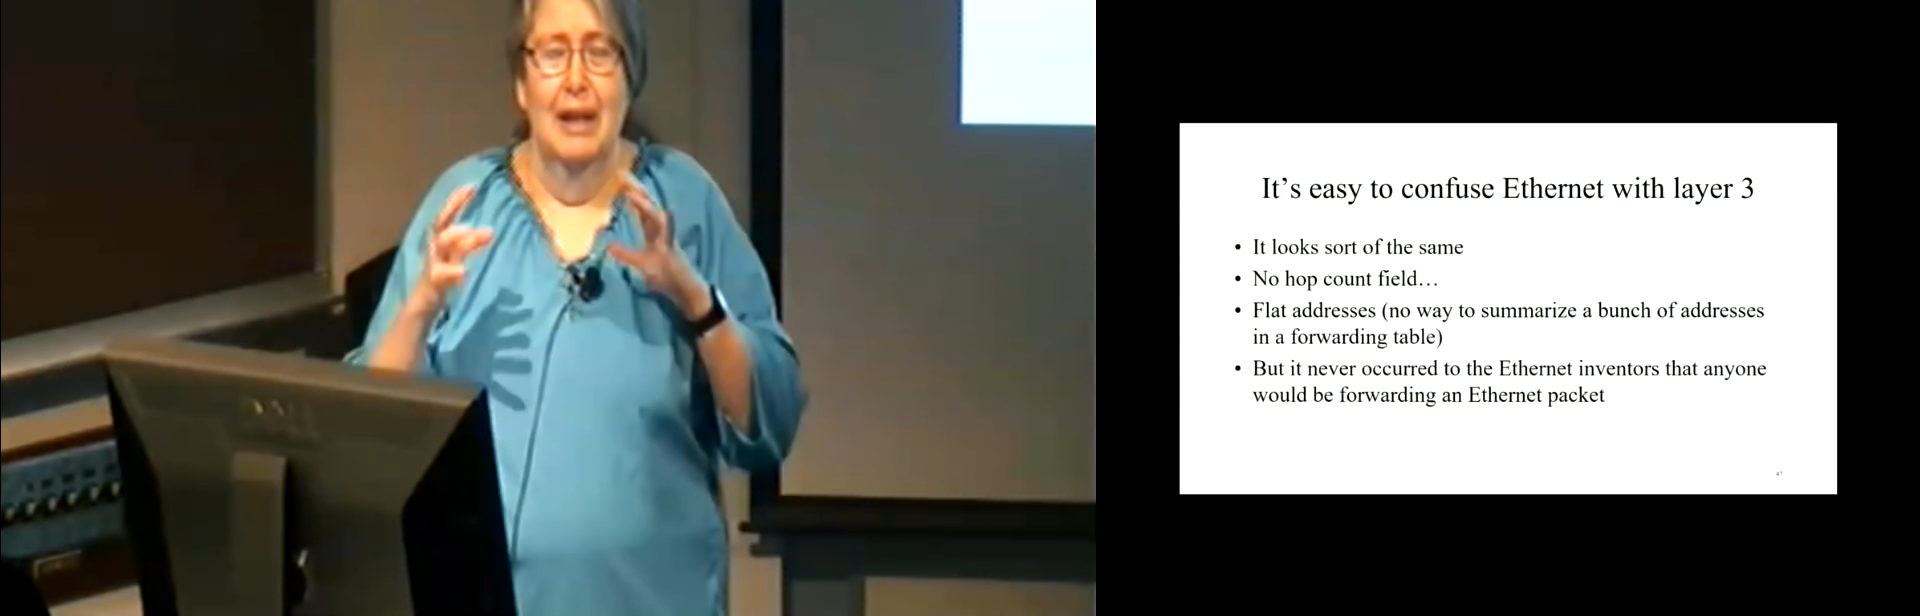 DELL
It's easy to confuse Ethernet with layer 3
• It looks sort of the same
• No hop count field…
• Flat addresses (no way to summarize a bunch of addresses
in a forwarding table)
• But it never occurred to the Ethernet inventors that anyone
would be forwarding an Ethernet packet
47